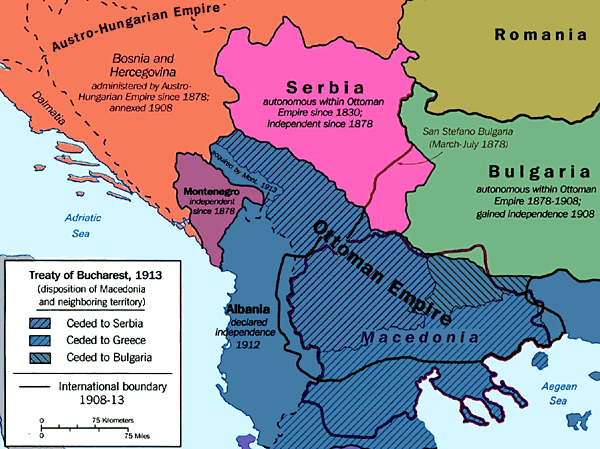 Austro-Hungarian Empire
Romania
Bosnia and
Hercegovina
administered by Austro-
Hungarian Empire since 1878;
annexed 1908
Dalmatia
Serbia
autonomous within Ottoman
Empire since 1830;
independent since 1878
San Stefano Bulgaria
(March-July 1878)
Bulgaria
autonomous within Ottoman
Empire 1878-1908;
gained independence 1908
acquired by Mont. 1913
Montenegro
independent
since 1878
Adriatic
Sea
Ottoman Empire
Albania
declared
independence
1912
Macedonia
Aegean
Sea
Treaty of Bucharest, 1913
(disposition of Macedonia
and neighboring territory)
Ceded to Serbia
Ceded to Greece
Ceded to Bulgaria
International boundary
1908-13
0 75 Kilometers
0 75 Miles